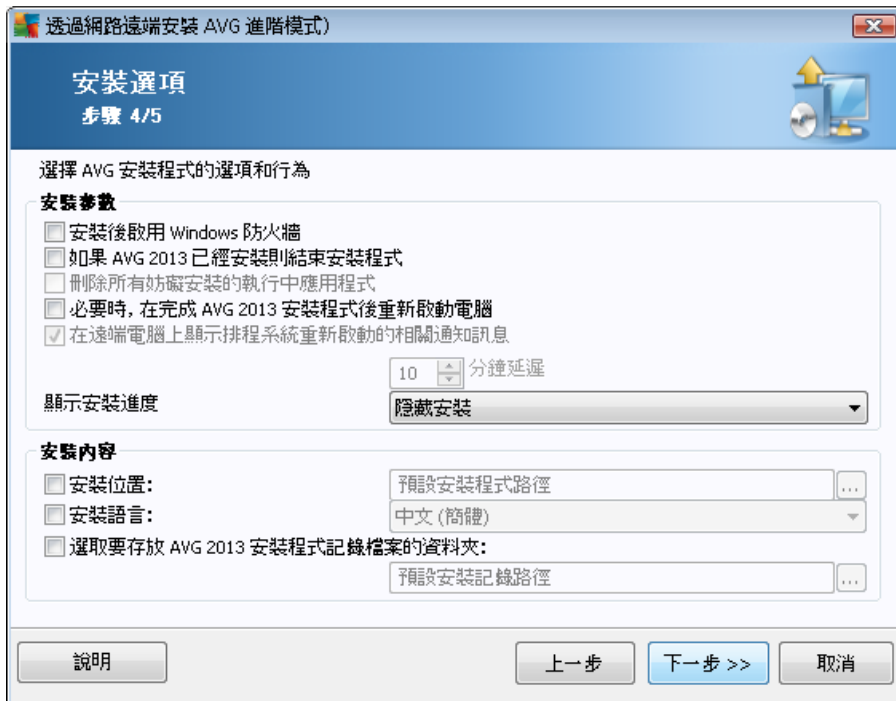 透過網路遠端安裝 AVG 進階模式)
安裝選項
步驟 4/5
選擇 AVG 安裝程式的選項和行為
安裝參數
安裝後啟用 Windows 防火牆
如果 AVG 2013 已經安裝則結束安裝程式
刪除所有妨礙安裝的執行中應用程式
必要時, 在完成 AVG 2013 安裝程式後重新啟動電腦
在遠端電腦上顯示排程系統重新啟動的相關通知訊息
10 分鐘延遲
顯示安裝進度 隱藏安裝
安裝內容
安裝位置: 預設安裝程式路徑 ...
安裝語言: 中文 (簡體)
選取要存放 AVG 2013 安裝程式記錄檔案的資料夾:
預設安裝記錄路徑 ...
說明 上一步 下一步 >> 取消